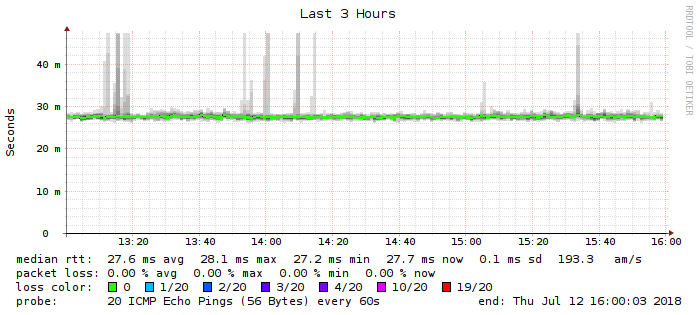 Last 3 Hours
RRDTOOL / TOBI OETIKER
Seconds
40 m
30 m
20 m
10 m
0
13:20 13:40 14:00 14:20 14:40 15:00 15:20 15:40 16:00
median rtt: 27.6 ms avg 28.1 ms max 27.2 ms min 27.7 ms now 0.1 ms sd 193.3 am/s
packet loss: 0.00 % avg 0.00 % max 0.00 % min 0.00 % now
loss color: 0 1/20 2/20 3/20 4/20 10/20 19/20
probe: 20 ICMP Echo Pings (56 Bytes) every 60s end: Thu Jul 12 16:00:03 2018